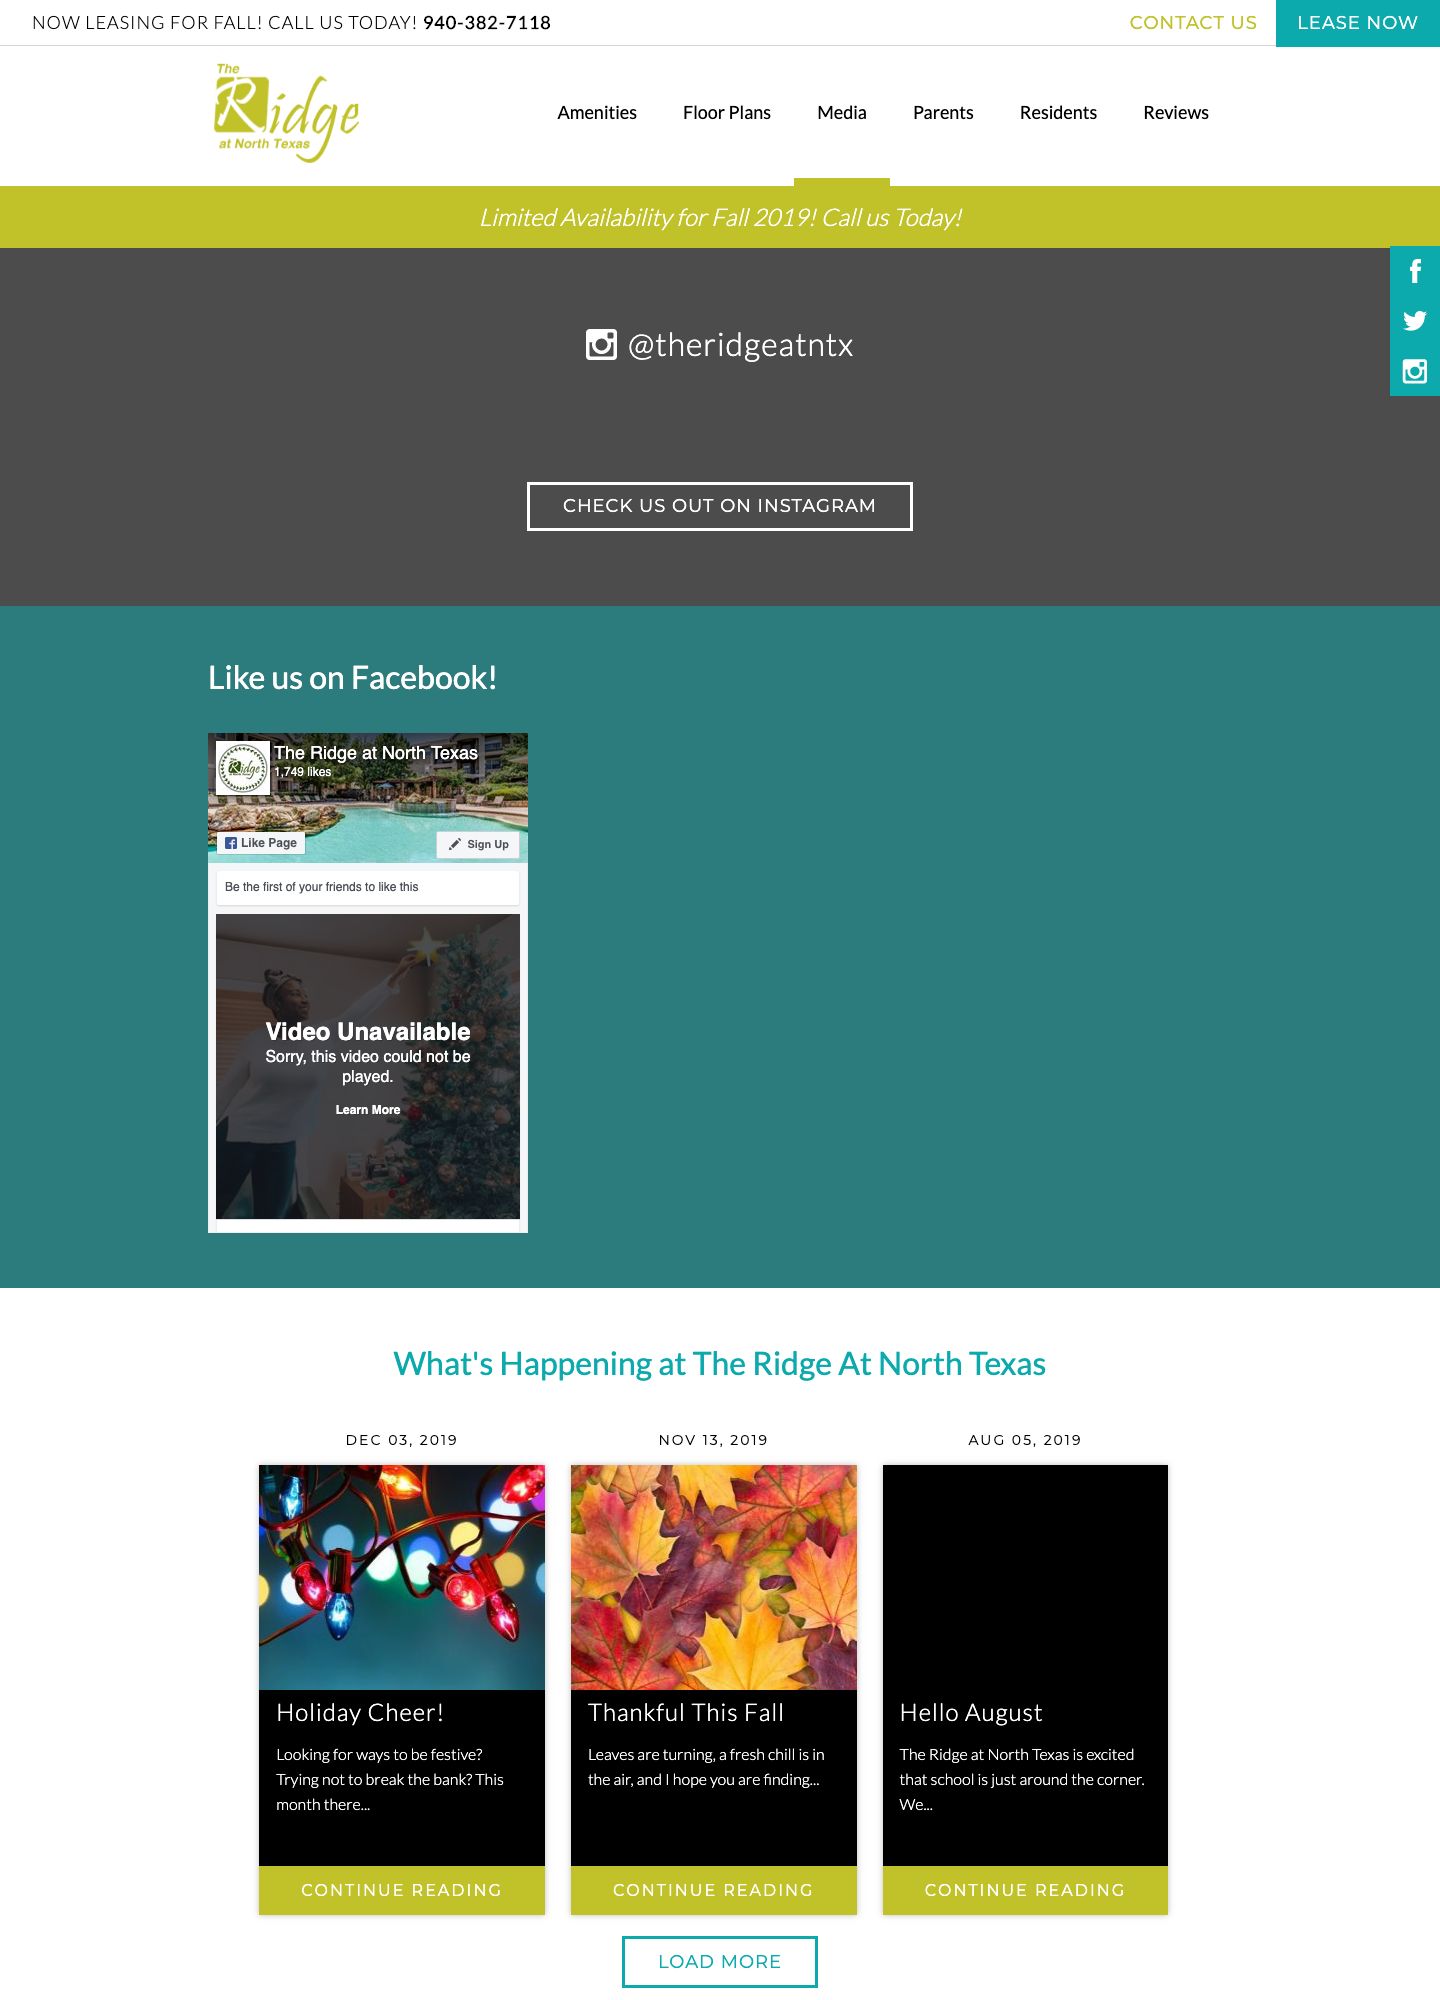 NOW LEASING FOR FALL! CALL US TODAY! 940-382-7118
CONTACT US
LEASE NOW
The
Ridge
at North Texas
Amenities
Floor Plans
Media
Parents
Residents
Reviews
Limited Availability for Fall 2019! Call us Today!
@theridgeatntx
CHECK US OUT ON INSTAGRAM
Like us on Facebook!
Ridge
The Ridge at North Texas
1,749 likes
Like Page
Sign Up
Be the first of your friends to like this
Video Unavailable
Sorry, this video could not be
played.
Learn More
What's Happening at The Ridge At North Texas
DEC 03, 2019
Holiday Cheer!
Looking for ways to be festive?
Trying not to break the bank? This
month there...
CONTINUE READING
NOV 13, 2019
Thankful This Fall
Leaves are turning, a fresh chill is in
the air, and I hope you are finding...
CONTINUE READING
AUG 05, 2019
Hello August
The Ridge at North Texas is excited
that school is just around the corner.
We...
CONTINUE READING
LOAD MORE